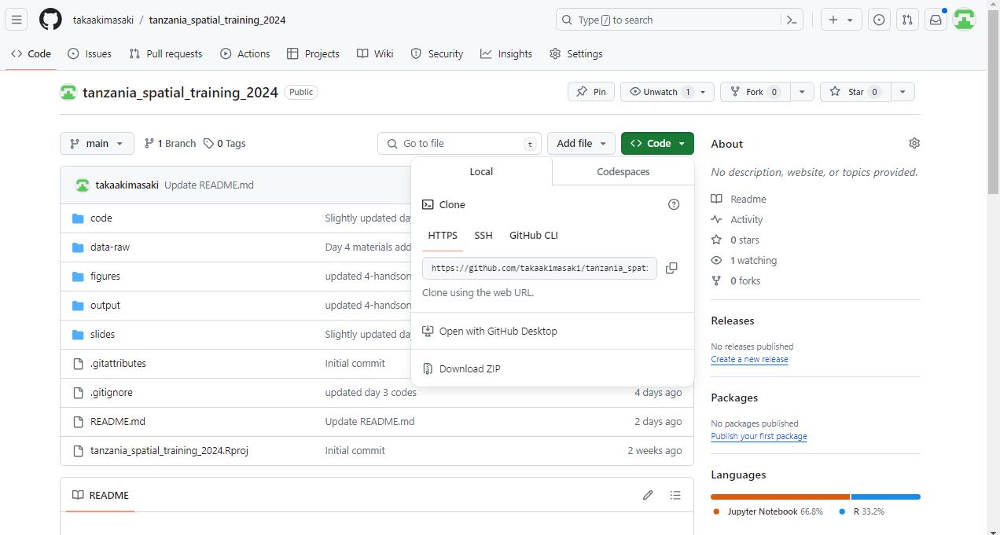 takaakimasaki / tanzania_spatial_training_2024
Type / to search
Code Issues Pull requests Actions Projects Wiki Security Insights Settings
tanzania_spatial_training_2024 Public
Pin Unwatch 1 Fork 0 Star 0
main 1 Branch 0 Tags Go to file t Add file Code
Local Codespaces
Clone
HTTPS SSH GitHub CLI
https://github.com/takaakimasaki/tanzania_spat
Clone using the web URL.
Open with GitHub Desktop
Download ZIP
takaakimasaki Update README.md
code Slightly updated day
data-raw Day 4 materials add
figures updated 4-handson
output updated 4-handson
slides Slightly updated day
.gitattributes Initial commit
.gitignore updated day 3 codes 4 days ago
README.md Update README.md 2 days ago
tanzania_spatial_training_2024.Rproj Initial commit 2 weeks ago
README
About
No description, website, or topics provided.
Readme
Activity
0 stars
1 watching
0 forks
Releases
No releases published
Create a new release
Packages
No packages published
Publish your first package
Languages
Jupyter Notebook 66.8% R 33.2%